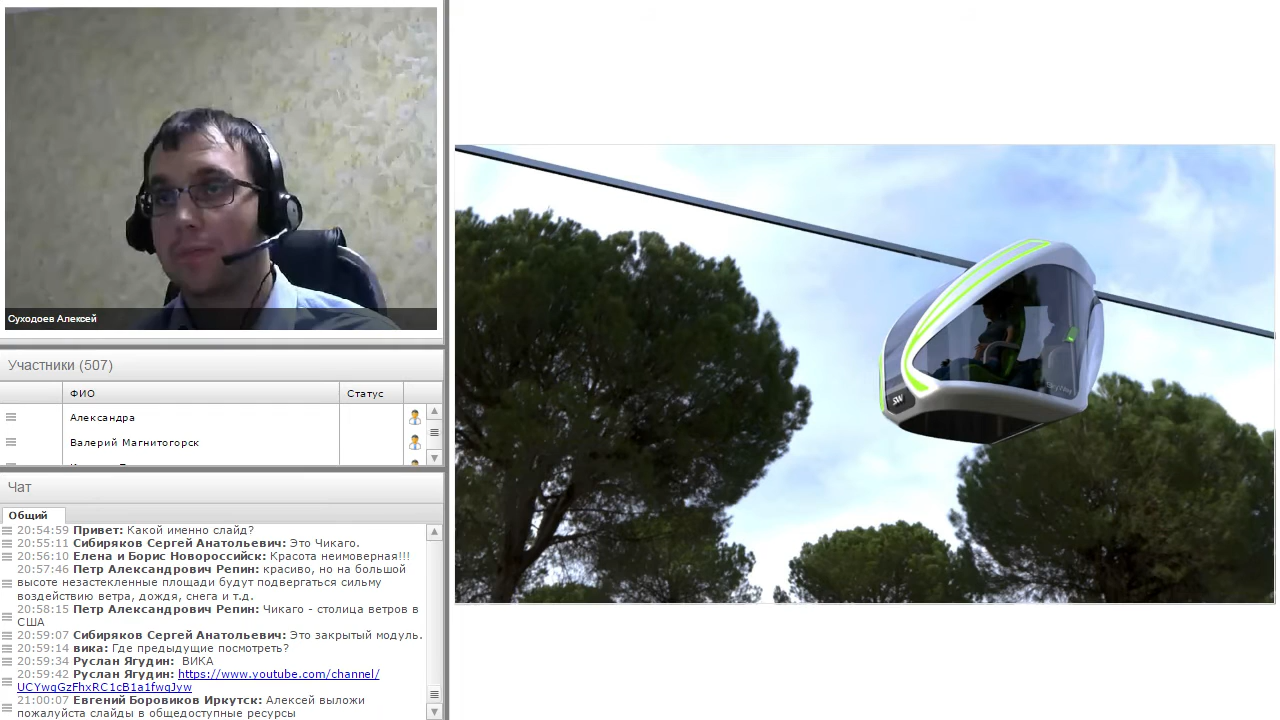 Суходоев Алексей
Участники (507)
ФИО
Статус
Александра
Валерий Магнитогорск
Чат
Общий
20:54:59 Привет: Какой именно слайд?
20:55:11 Сибиряков Сергей Анатольевич: Это Чикаго.
20:56:10 Елена и Борис Новороссийск: Красота неимоверная!!!
20:57:46 Петр Александрович Репин: красиво, но на большой
высоте незастекленные площади будут подвергаться сильму
воздействию ветра, дождя, снега и т.д.
20:58:15 Петр Александрович Репин: Чикаго - столица ветров в
США
20:59:07 Сибиряков Сергей Анатольевич: Это закрытый модуль.
20:59:14 вика: Где предыдущие посмотреть?
20:59:34 Руслан Ягудин: ВИКА
20:59:42 Руслан Ягудин: https://www.youtube.com/channel/
UCYwqGzFhxRC1cB1a1fwqJyw
21:00:07 Евгений Боровиков Иркутск: Алексей выложи
пожалуйста слайды в общедоступные ресурсы
SW
SkyWay